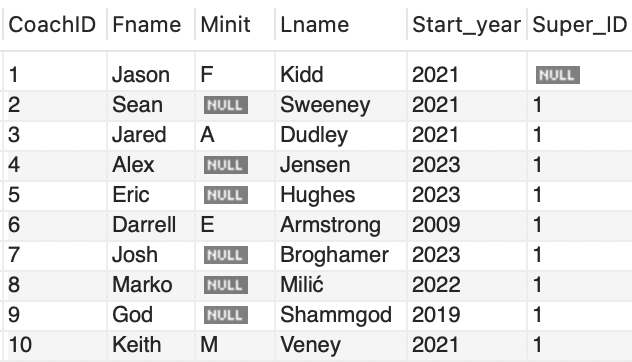 CoachID Fname Minit Lname Start_year Super_ID
1 Jason F Kidd 2021 NULL
2 Sean NULL Sweeney 2021 1
3 Jared A Dudley 2021 1
4 Alex NULL Jensen 2023 1
5 Eric NULL Hughes 2023 1
6 Darrell E Armstrong 2009 1
7 Josh NULL Broghamer 2023 1
8 Marko NULL Milić 2022 1
9 God NULL Shammgod 2019 1
10 Keith M Veney 2021 1